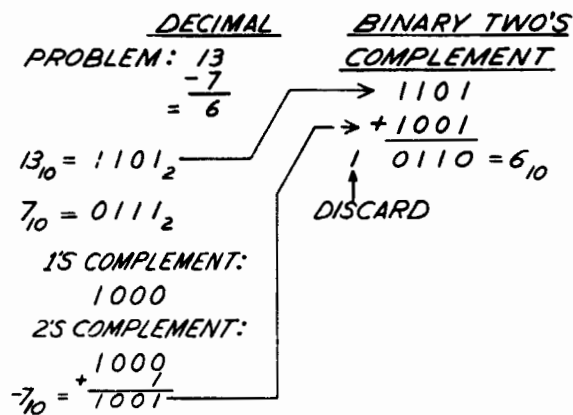 DECIMAL
PROBLEM: 13
- 7
= 6
13₁₀ = 1101₂
7₁₀ = 0111₂
1'S COMPLEMENT:
1000
2'S COMPLEMENT:
1000
+ 1
-7₁₀ = 1001
BINARY TWO'S
COMPLEMENT
1101
+1001
1 0110 = 6₁₀
DISCARD